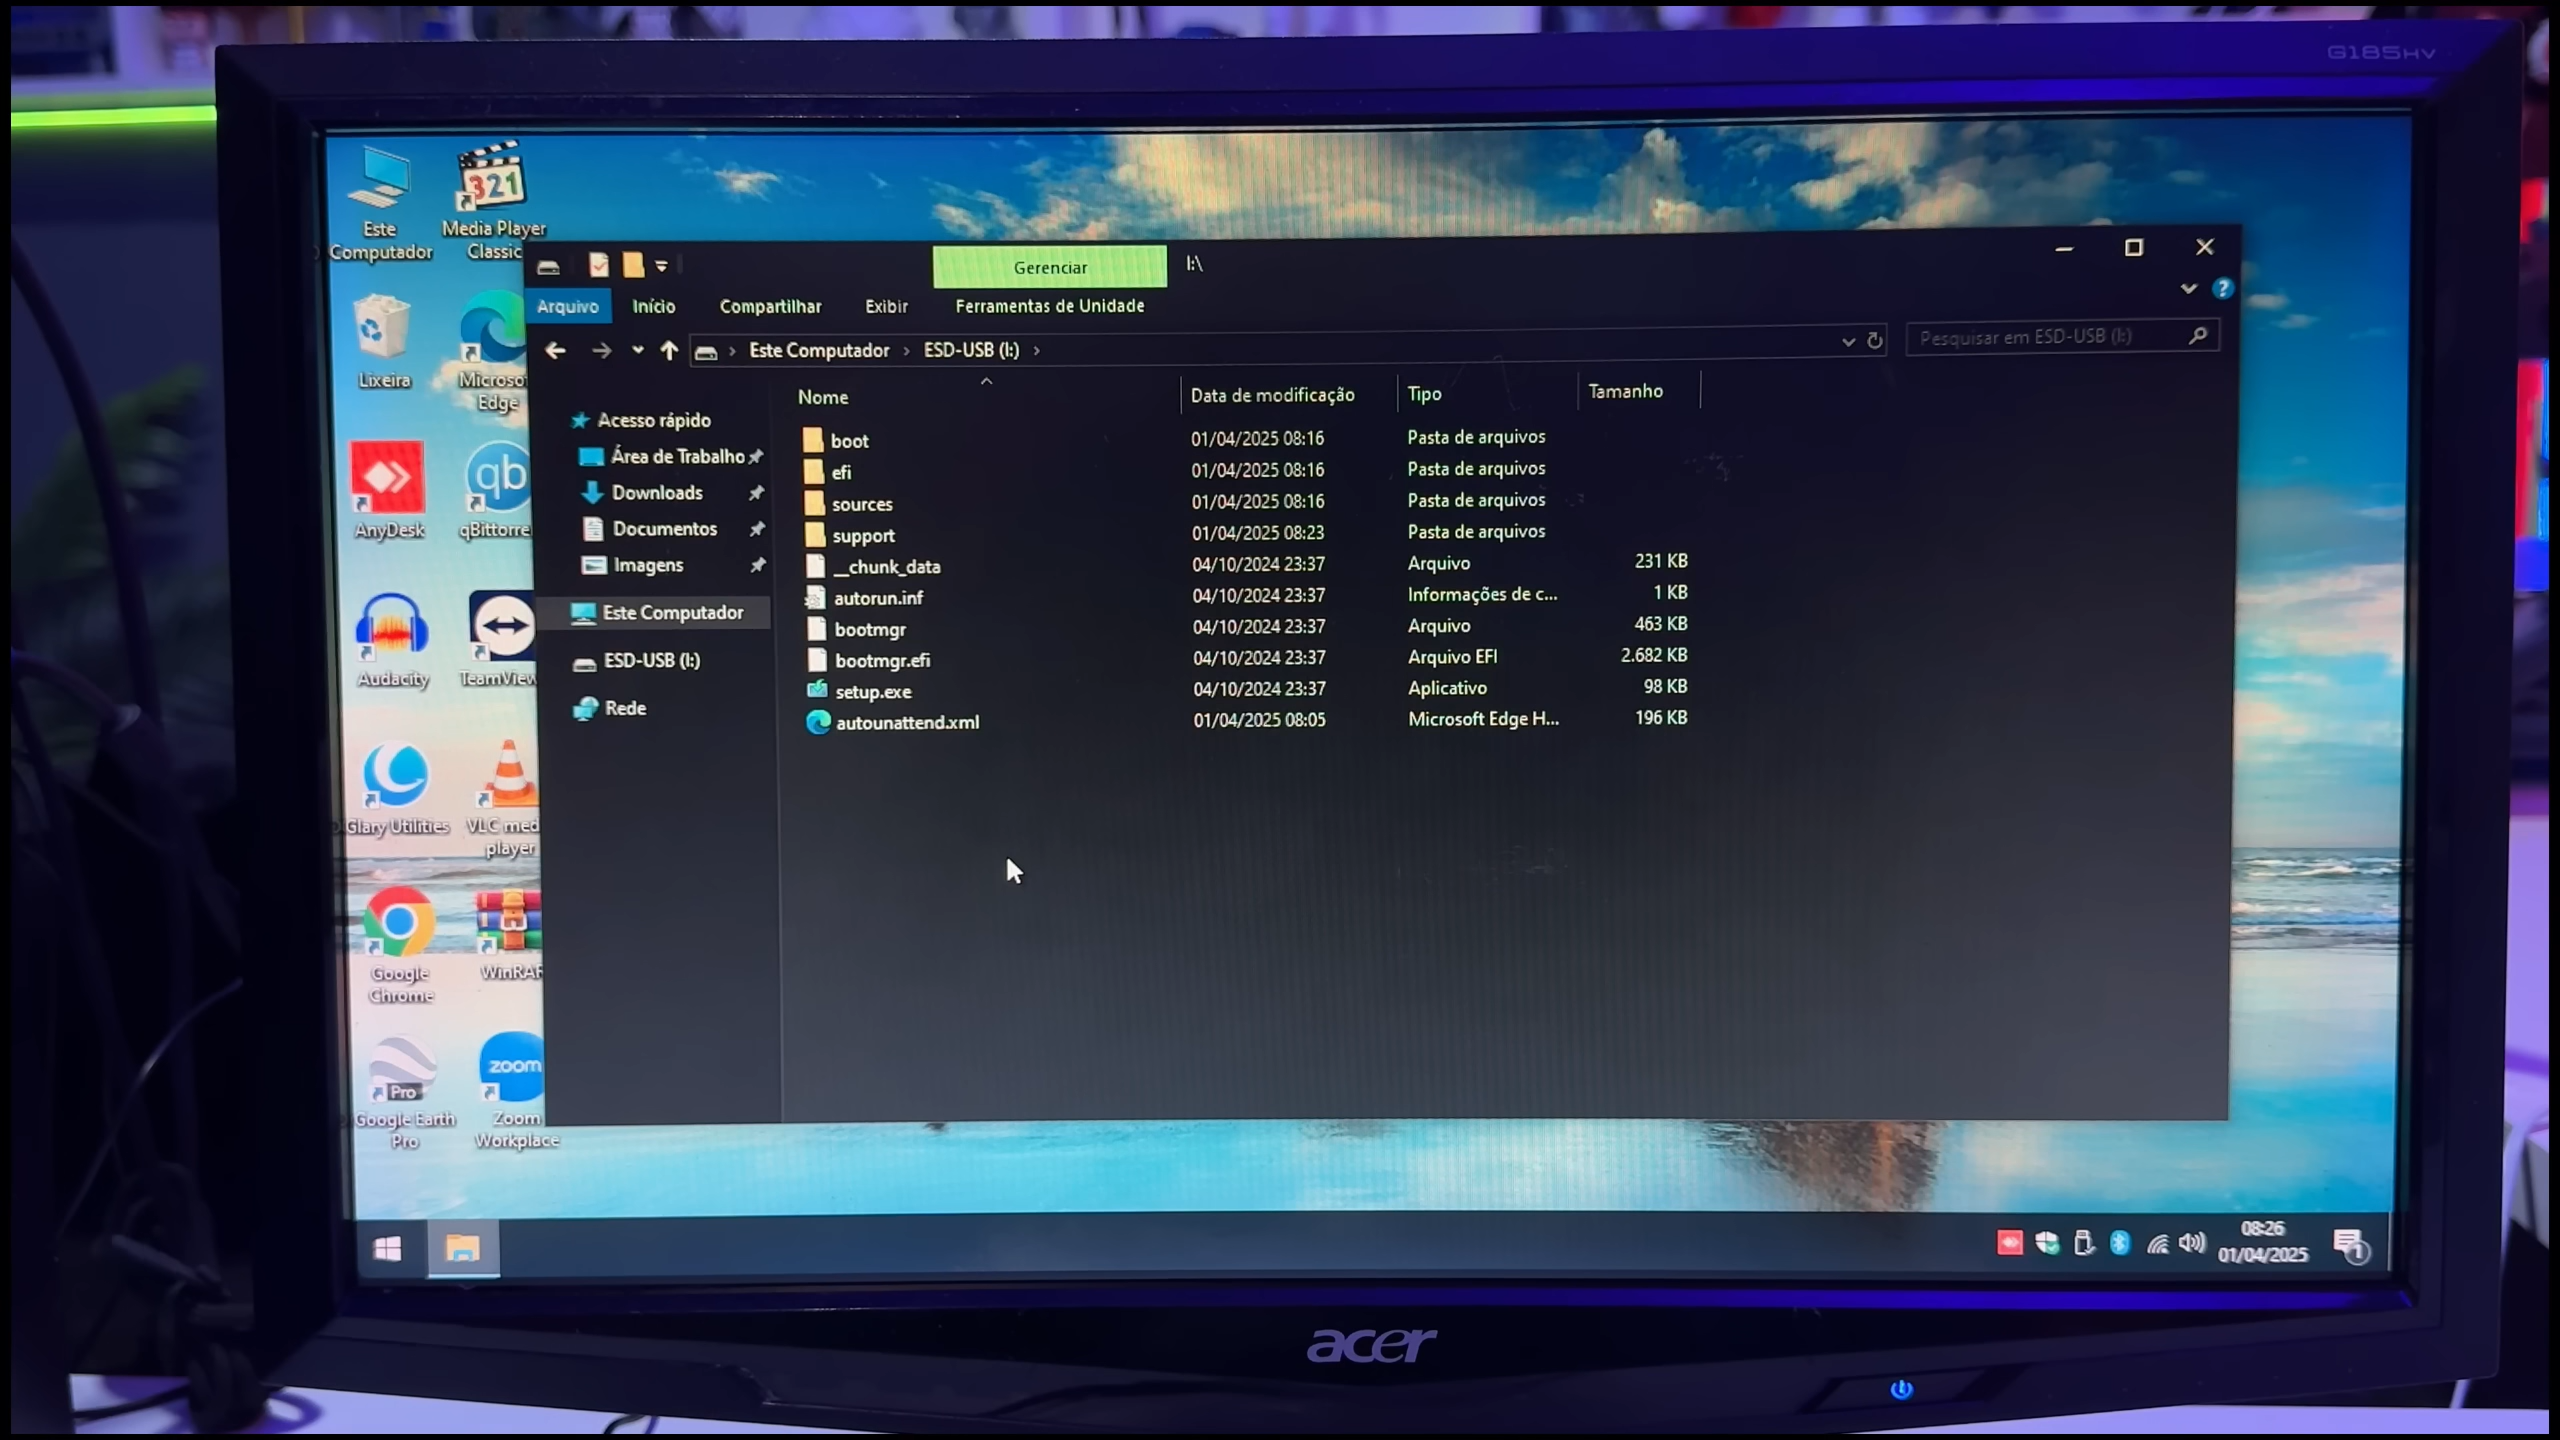 G185HV
Este
Computador
Media Player
Classic
Lixeira
Edge
AnyDesk
Audacity
Glary Utilities
player
Google
Chrome
Google Earth
Pro
Pro
zoom
Zoom
Workplace
321
qb
Gerenciar
I:\
Arquivo
Início
Compartilhar
Exibir
Ferramentas de Unidade
Este Computador
ESD-USB (I:)
Pesquisar em ESD-USB (I:)
Acesso rápido
Área de Trabalho
Downloads
Documentos
Imagens
Este Computador
ESD-USB (I:)
Rede
Nome Data de modificação Tipo Tamanho
boot 01/04/2025 08:16 Pasta de arquivos
efi 01/04/2025 08:16 Pasta de arquivos
sources 01/04/2025 08:16 Pasta de arquivos
support 01/04/2025 08:23 Pasta de arquivos
__chunk_data 04/10/2024 23:37 Arquivo 231 KB
autorun.inf 04/10/2024 23:37 Informações de c... 1 KB
bootmgr 04/10/2024 23:37 Arquivo 463 KB
bootmgr.efi 04/10/2024 23:37 Arquivo EFI 2.682 KB
setup.exe 04/10/2024 23:37 Aplicativo 98 KB
autounattend.xml 01/04/2025 08:05 Microsoft Edge H... 196 KB
08:26
01/04/2025
1
acer